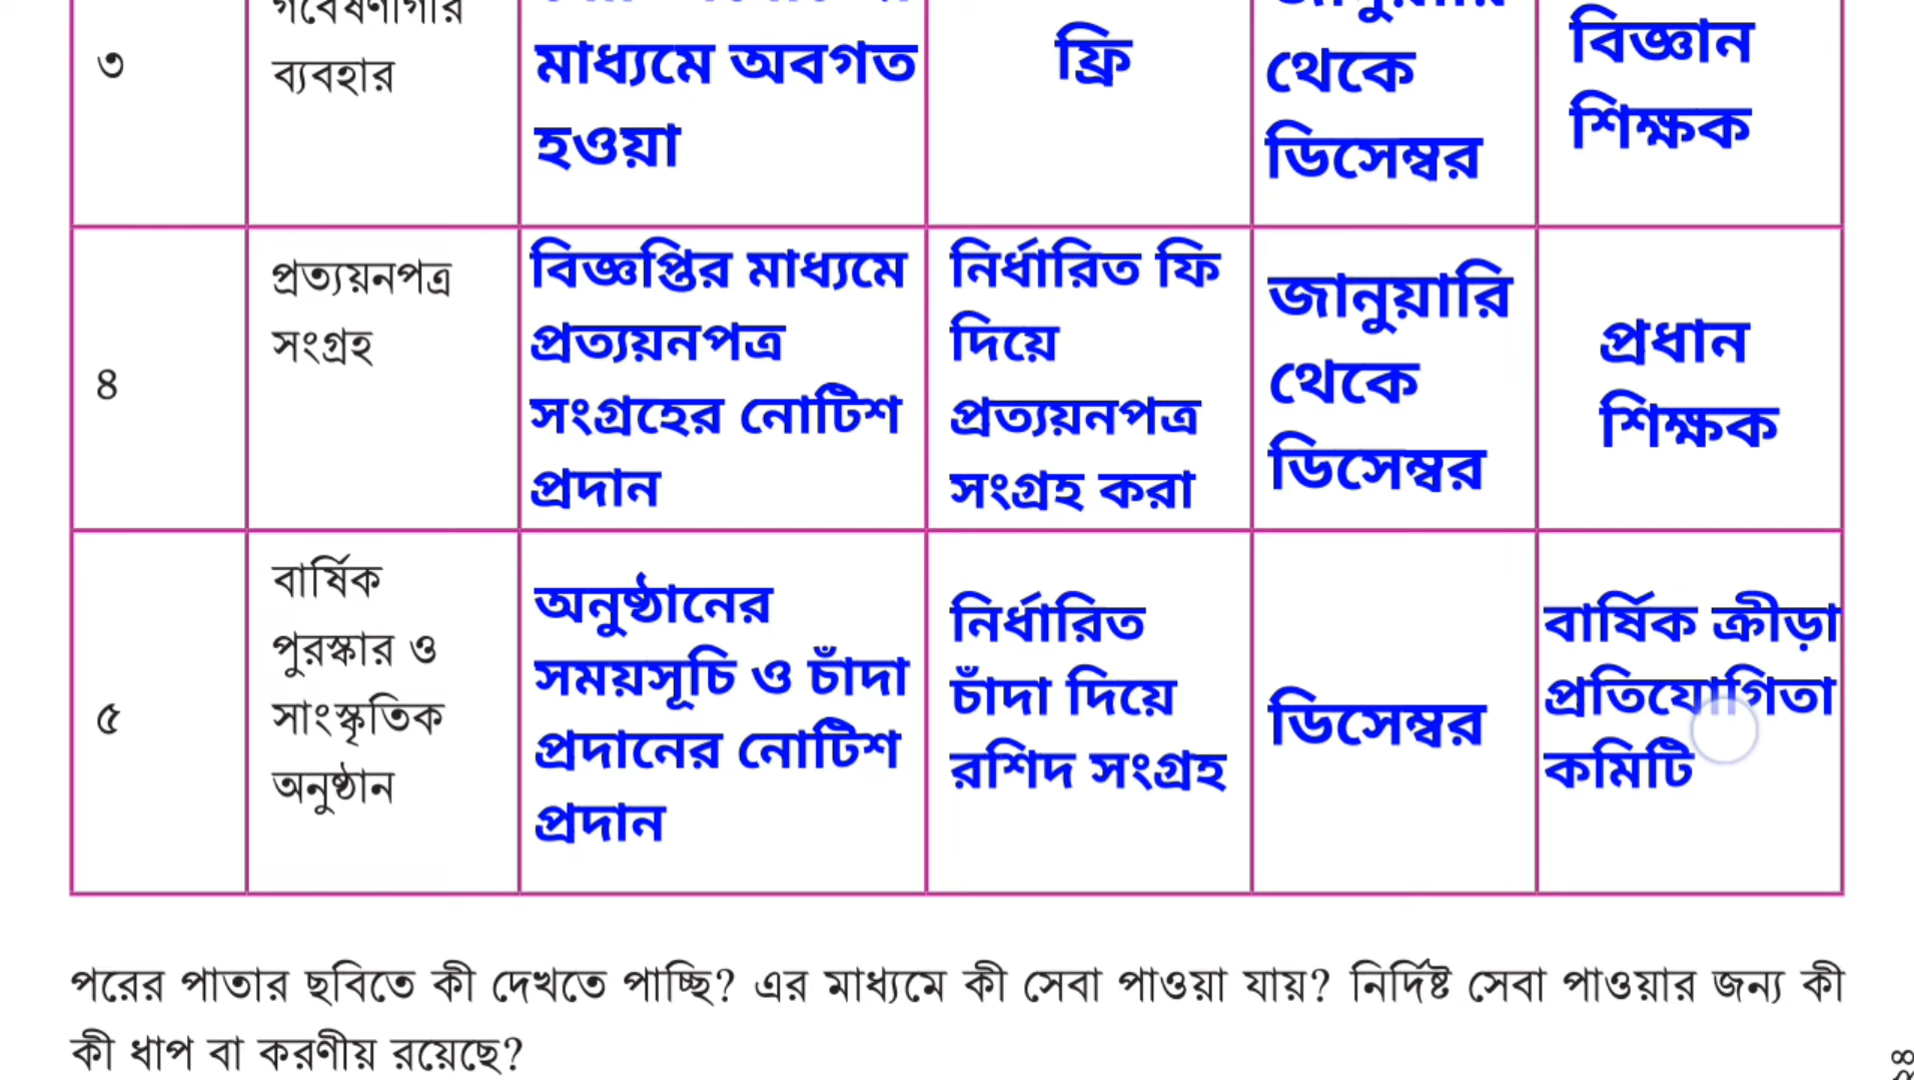 ৩
গবেষণাগার
ব্যবহার
মাধ্যমে অবগত
হওয়া
ফ্রি
জানুয়ারি
থেকে
ডিসেম্বর
বিজ্ঞান
শিক্ষক
৪
প্রত্যয়নপত্র
সংগ্রহ
বিজ্ঞপ্তির মাধ্যমে
প্রত্যয়নপত্র
সংগ্রহের নোটিশ
প্রদান
নির্ধারিত ফি
দিয়ে
প্রত্যয়নপত্র
সংগ্রহ করা
জানুয়ারি
থেকে
ডিসেম্বর
প্রধান
শিক্ষক
৫
বার্ষিক
পুরস্কার ও
সাংস্কৃতিক
অনুষ্ঠান
অনুষ্ঠানের
সময়সূচি ও চাঁদা
প্রদানের নোটিশ
প্রদান
নির্ধারিত
চাঁদা দিয়ে
রশিদ সংগ্রহ
ডিসেম্বর
বার্ষিক ক্রীড়া
প্রতিযোগিতা
কমিটি
পরের পাতার ছবিতে কী দেখতে পাচ্ছি? এর মাধ্যমে কী সেবা পাওয়া যায়? নির্দিষ্ট সেবা পাওয়ার জন্য কী
কী ধাপ বা করণীয় রয়েছে?